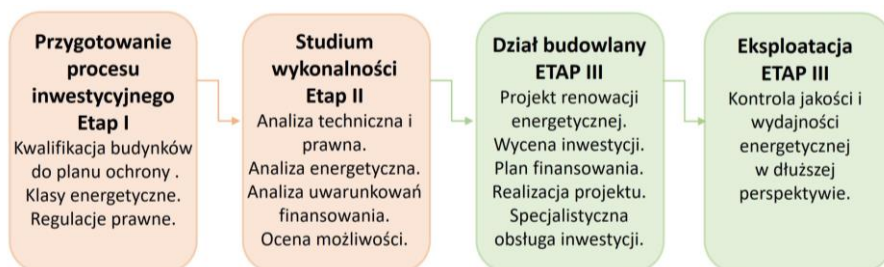 Przygotowanie
procesu
inwestycyjnego
Etap I
Kwalifikacja budynków
do planu ochrony .
Klasy energetyczne.
Regulacje prawne.
Studium
wykonalności
Etap II
Analiza techniczna i
prawna.
Analiza energetyczna.
Analiza uwarunkowań
finansowania.
Ocena możliwości.
Dział budowlany
ETAP III
Projekt renowacji
energetycznej.
Wycena inwestycji.
Plan finansowania.
Realizacja projektu.
Specjalistyczna
obsługa inwestycji.
Eksploatacja
ETAP III
Kontrola jakości i
wydajności
energetycznej
w dłuższej
perspektywie.